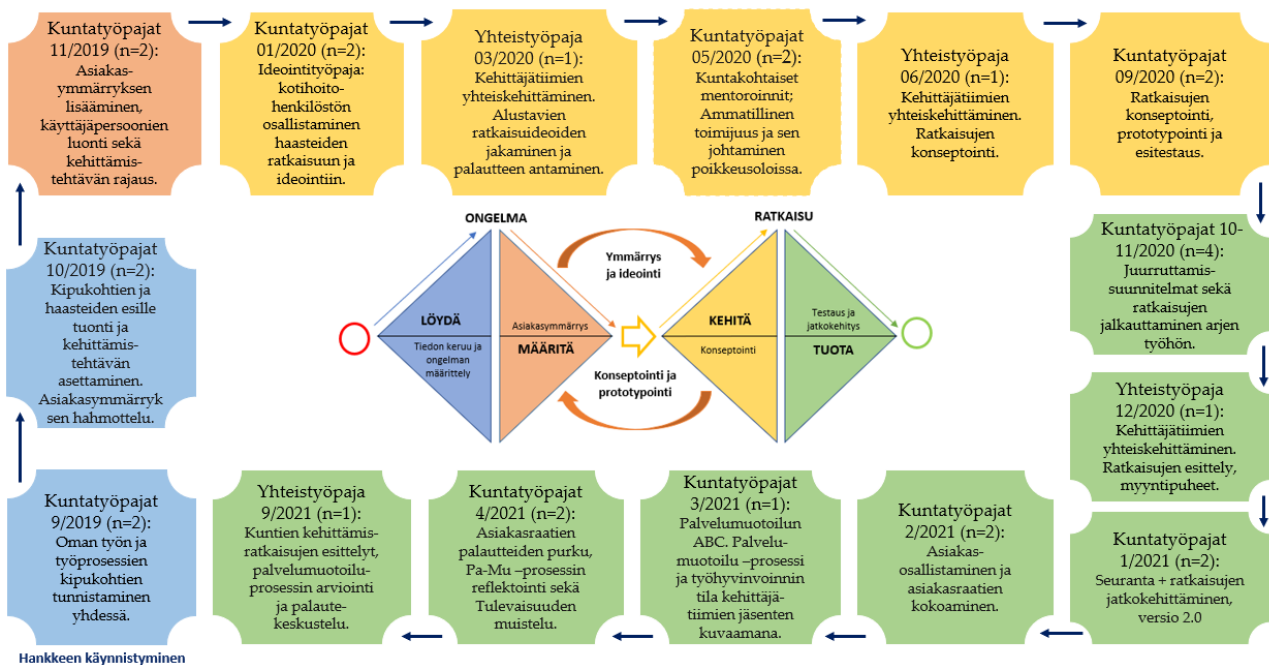 Kuntatyöpajat
11/2019 (n=2):
Asiakas-
ymmärryksen
lisääminen,
käyttäjäpersoonien
luonti sekä
kehittämis-
tehtävän rajaus.
Kuntatyöpajat
01/2020 (n=2):
Ideointityöpaja:
kotihoito-
henkilöstön
osallistaminen
haasteiden
ratkaisuun ja
ideointiin.
Yhteistyöpaja
03/2020 (n=1):
Kehittäjätiimien
yhteiskehittäminen.
Alustavien
ratkaisuideoiden
jakaminen ja
palautteen antaminen.
Kuntatyöpajat
05/2020 (n=2):
Kuntakohtaiset
mentoroinnit;
Ammatillinen
toimijuus ja sen
johtaminen
poikkeusoloissa.
Yhteistyöpaja
06/2020 (n=1):
Kehittäjätiimien
yhteiskehittäminen.
Ratkaisujen
konseptointi.
Kuntatyöpajat
09/2020 (n=2):
Ratkaisujen
konseptointi,
prototypointi ja
esitestaus.
Kuntatyöpajat
10/2019 (n=2):
Kipukohtien ja
haasteiden esille
tuonti ja
kehittämis-
tehtävän
asettaminen.
Asiakasymmärryk
sen hahmottelu.
ONGELMA
RATKAISU
Ymmärrys
ja ideointi
LÖYDÄ
Tiedon keruu ja
ongelman
määrittely
Asiakasymmärrys
MÄÄRITÄ
KEHITÄ
Konseptointi
Testaus ja
jatkokehitys
TUOTA
Konseptointi ja
prototypointi
Kuntatyöpajat 10-
11/2020 (n=4):
Juurruttamis-
suunnitelmat sekä
ratkaisujen
jalkauttaminen arjen
työhön.
Yhteistyöpaja
12/2020 (n=1):
Kehittäjätiimien
yhteiskehittäminen.
Ratkaisujen esittely,
myyntipuheet.
Kuntatyöpajat
9/2019 (n=2):
Oman työn ja
työprosessien
kipukohtien
tunnistaminen
yhdessä.
Yhteistyöpaja
9/2021 (n=1):
Kuntien kehittämis-
ratkaisujen esittelyt,
palvelumuotoilu-
prosessin arviointi
ja palaute-
keskustelu.
Kuntatyöpajat
4/2021 (n=2):
Asiakasraatien
palautteiden purku,
Pa-Mu –prosessin
reflektointi sekä
Tulevaisuuden
muistelu.
Kuntatyöpajat
3/2021 (n=1):
Palvelumuotoilun
ABC. Palvelu-
muotoilu –prosessi
ja työhyvinvoinnin
tila kehittäjä-
tiimien jäsenten
kuvaamana.
Kuntatyöpajat
2/2021 (n=2):
Asiakas-
osallistaminen ja
asiakasraatien
kokoaminen.
Kuntatyöpajat
1/2021 (n=2):
Seuranta + ratkaisujen
jatkokehittäminen,
versio 2.0
Hankkeen käynnistyminen